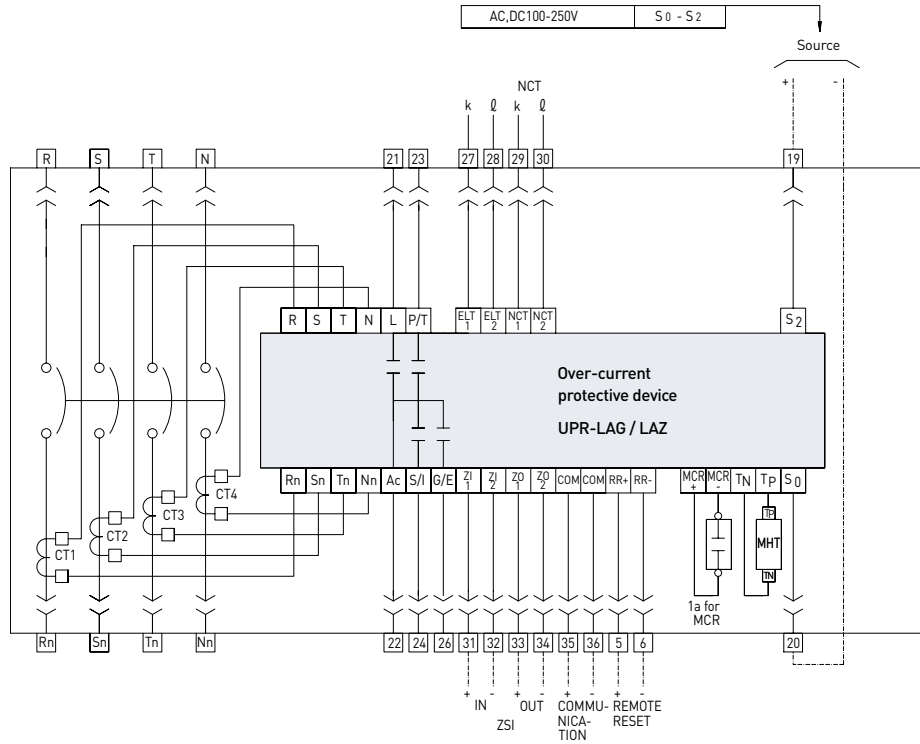 AC,DC100-250V S0 - S2
Source
+ -
NCT
k ℓ k ℓ
R S T N 21 23 27 28 29 30 19
R S T N L P/T ELT 1 ELT 2 NCT 1 NCT 2 S2
Over-current
protective device
UPR-LAG / LAZ
Rn Sn Tn Nn Ac S/I G/E ZI 1 ZI 2 ZO 1 ZO 2 COM COM RR+ RR- MCR + MCR - TN TP S0
CT4
CT3
CT2
CT1
TP
MHT
TN
1a for
MCR
Rn Sn Tn Nn 22 24 26 31 32 33 34 35 36 5 6 20
+ - + - + - + -
IN OUT COMMU-
NICA-
TION
REMOTE
RESET
ZSI